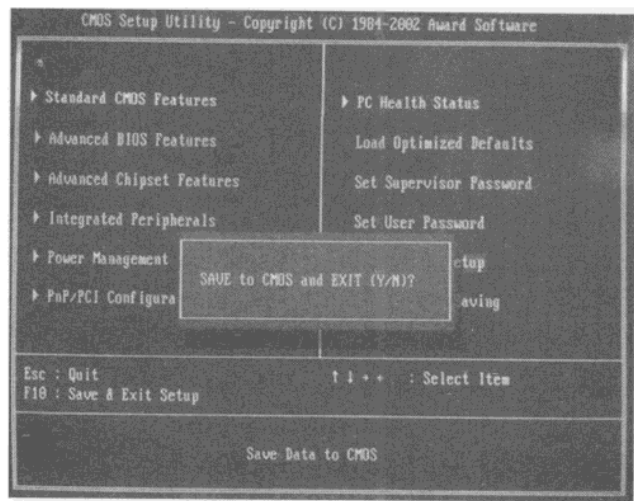 CMOS Setup Utility - Copyright (C) 1984-2002 Award Software
Standard CMOS Features
Advanced BIOS Features
Advanced Chipset Features
Integrated Peripherals
Power Management
PnP/PCI Configura
PC Health Status
Load Optimized Defaults
Set Supervisor Password
Set User Password
etup
aving
SAVE to CMOS and EXIT (Y/N)?
Esc : Quit
F10 : Save & Exit Setup
↑ ↓ → ← : Select Item
Save Data to CMOS